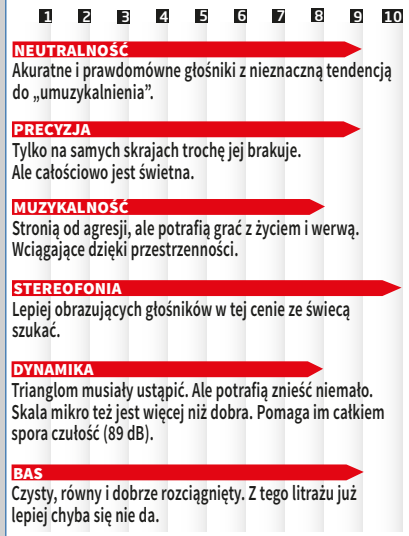 1 2 3 4 5 6 7 8 9 10
NEUTRALNOŚĆ
Akuratne i prawdomówne głośniki z nieznaczną tendencją
do „umuzykalnienia”.
PRECYZJA
Tylko na samych skrajach trochę jej brakuje.
Ale całościowo jest świetna.
MUZYKALNOŚĆ
Stronią od agresji, ale potrafią grać z życiem i werwą.
Wciągające dzięki przestrzenności.
STEREOFONIA
Lepiej obrazujących głośników w tej cenie ze świecą
szukać.
DYNAMIKA
Trianglom musiały ustąpić. Ale potrafią znieść niemało.
Skala mikro też jest więcej niż dobra. Pomaga im całkiem
spora czułość (89 dB).
BAS
Czysty, równy i dobrze rozciągnięty. Z tego litrażu już
lepiej chyba się nie da.